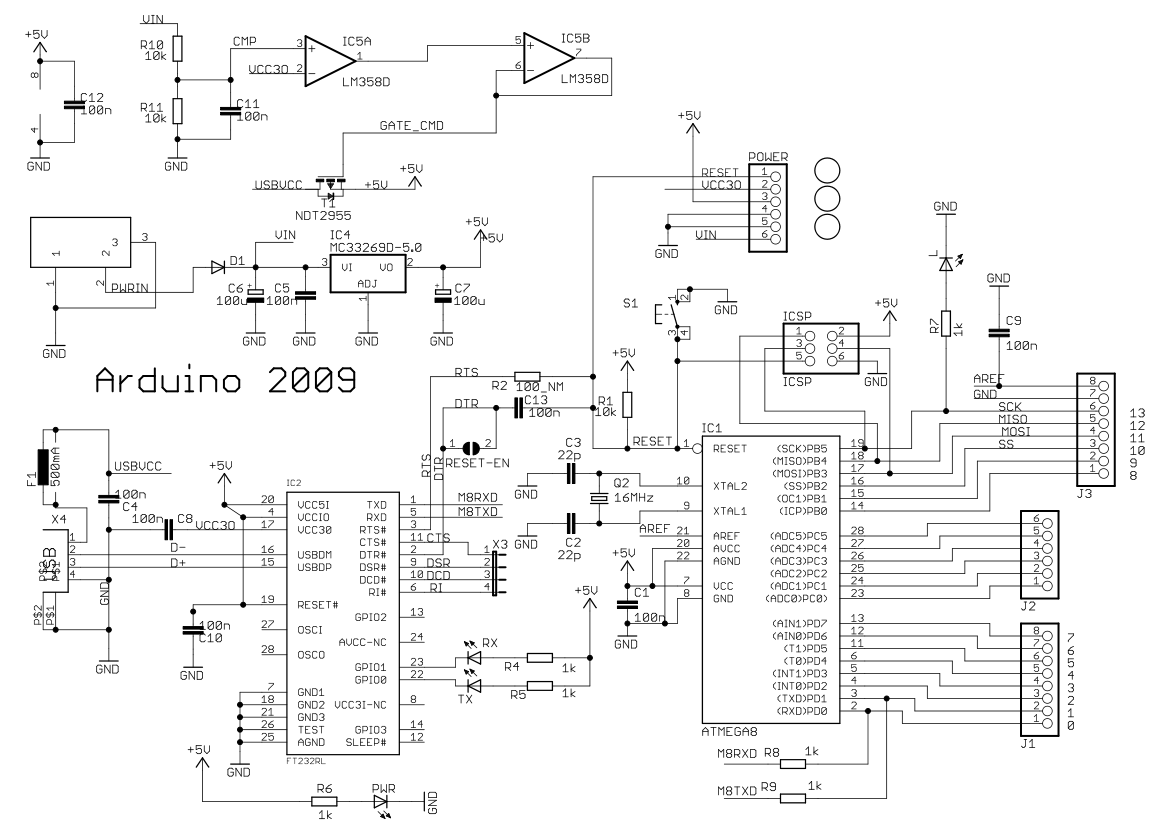 +5V
8
4
GND
C12
100n
VIN
R10
10k
R11
10k
GND
CMP
VCC3O
C11
100n
3
2
1
+
-
IC5A
LM358D
5
6
7
+
-
IC5B
LM358D
GATE_CMD
USBVCC
+5V
+5V
T1
NDT2955
1
2
3
3
1
2
PWRIN
GND
D1
VIN
C6
100u
GND
C5
100n
GND
IC4
MC33269D-5.0
3
VI
VO
2
ADJ
1
GND
+5V
+5V
C7
100u
GND
Arduino 2009
+5V
POWER
RESET
VCC3O
VIN
GND
1
2
3
4
5
6
S1
1
2
3
4
GND
ICSP
1
2
3
4
5
6
ICSP
+5V
GND
GND
L
R7
1k
GND
C9
100n
AREF
GND
SCK
MISO
MOSI
SS
8
7
6
5
4
3
2
1
J3
13
12
11
10
9
8
RTS
R2
100_NM
DTR
C13
100n
1
2
RESET-EN
RTS
DTR
+5V
R1
10k
RESET
C3
22p
GND
Q2
16MHz
C2
22p
GND
AREF
+5V
C1
100n
GND
IC1
1
RESET
10
XTAL2
9
XTAL1
21
AREF
20
AVCC
22
AGND
7
VCC
8
GND
(SCK)PB5
19
(MISO)PB4
18
(MOSI)PB3
17
(SS)PB2
16
(OC1)PB1
15
(ICP)PB0
14
(ADC5)PC5
28
(ADC4)PC4
27
(ADC3)PC3
26
(ADC2)PC2
25
(ADC1)PC1
24
(ADC0)PC0)
23
(AIN1)PD7
13
(AIN0)PD6
12
(T1)PD5
11
(T0)PD4
6
(INT1)PD3
5
(INT0)PD2
4
(TXD)PD1
3
(RXD)PD0
2
ATMEGA8
6
5
4
3
2
1
J2
8
7
6
5
4
3
2
1
J1
7
6
5
4
3
2
1
0
M8RXD
R8
1k
M8TXD
R9
1k
F1
500mA
USBVCC
100n
C4
X4
USB
1
2
3
4
P$2
P$1
P$2
P$1
GND
GND
100n
C8
VCC3O
D-
D+
+5V
100n
C10
GND
IC2
20
VCC5I
4
VCCIO
17
VCC3O
16
USBDM
15
USBDP
19
RESET#
27
OSCI
28
OSCO
7
GND1
18
GND2
21
GND3
26
TEST
25
AGND
GND
FT232RL
TXD
1
M8RXD
RXD
5
M8TXD
RTS#
3
CTS#
11
CTS
DTR#
2
DSR#
9
DSR
DCD#
10
DCD
RI#
6
RI
GPIO2
13
AVCC-NC
24
GPIO1
23
GPIO0
22
VCC3I-NC
8
GPIO3
14
SLEEP#
12
X3
1
2
3
4
RX
R4
1k
TX
R5
1k
+5V
+5V
R6
1k
PWR
GND